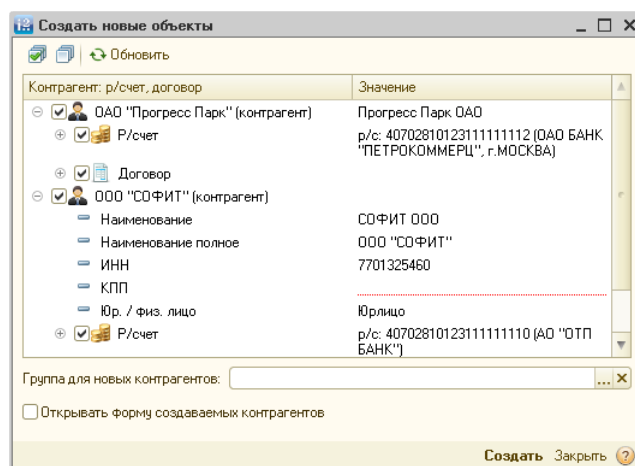 Создать новые объекты
Обновить
Контрагент: р/счет, договор Значение
ОАО "Прогресс Парк" (контрагент) Прогресс Парк ОАО
Р/счет р/с: 40702810123111111112 (ОАО БАНК
"ПЕТРОКОММЕРЦ", г.МОСКВА)
Договор
ООО "СОФИТ" (контрагент)
Наименование СОФИТ ООО
Наименование полное ООО "СОФИТ"
ИНН 7701325460
КПП
Юр. / физ. лицо Юрлицо
Р/счет р/с: 40702810123111111110 (АО "ОТП
БАНК")
Группа для новых контрагентов:
Открывать форму создаваемых контрагентов
Создать Закрыть ?